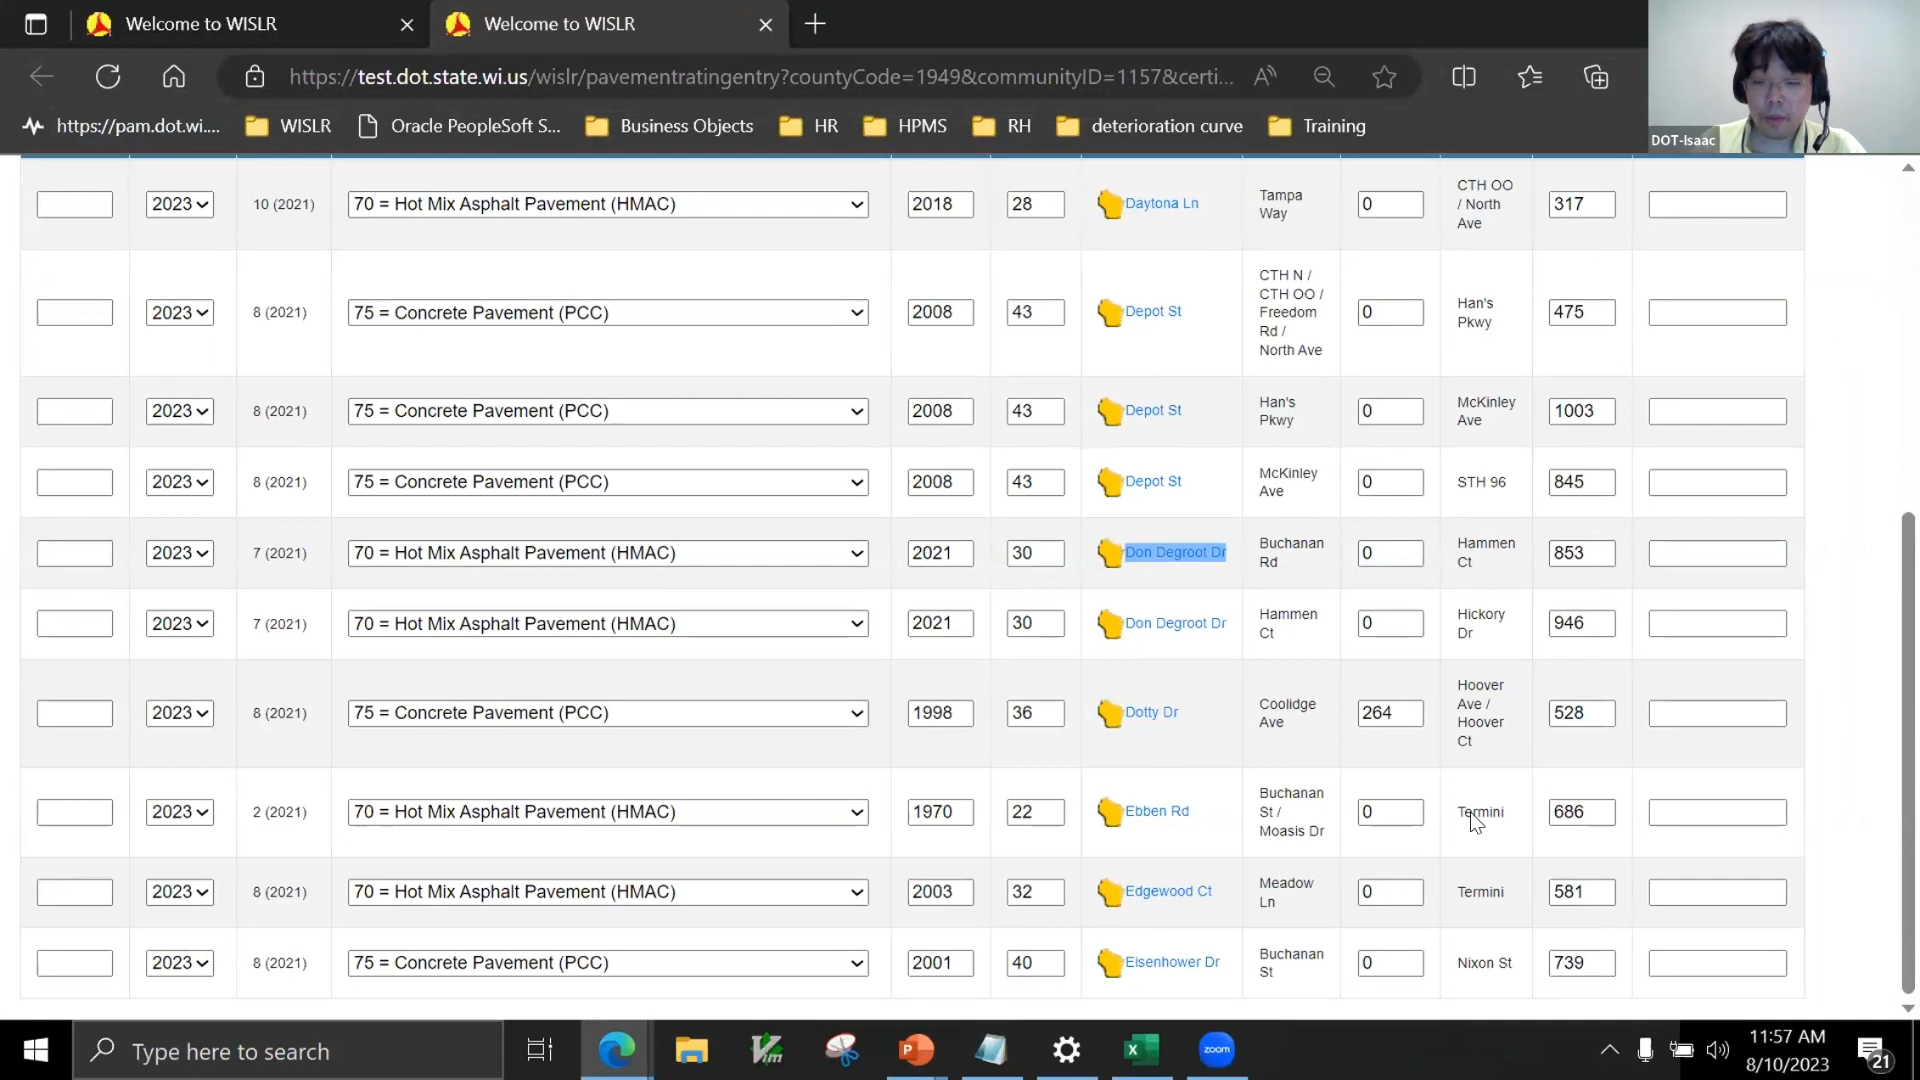 Welcome to WISLR
Welcome to WISLR
https://test.dot.state.wi.us/wislr/pavementratingentry?countyCode=1949&communityID=1157&certi...
https://pam.dot.wi....
WISLR
Oracle PeopleSoft S...
Business Objects
HR
HPMS
RH
deterioration curve
Training
DOT-Isaac
2023 10 (2021) 70 = Hot Mix Asphalt Pavement (HMAC) 2018 28 Daytona Ln
Tampa
Way
0
CTH OO
/ North
Ave
317
2023 8 (2021) 75 = Concrete Pavement (PCC) 2008 43 Depot St
CTH N /
CTH OO /
Freedom
Rd /
North Ave
0
Han's
Pkwy
475
2023 8 (2021) 75 = Concrete Pavement (PCC) 2008 43 Depot St
Han's
Pkwy
0
McKinley
Ave
1003
2023 8 (2021) 75 = Concrete Pavement (PCC) 2008 43 Depot St
McKinley
Ave
0
STH 96
845
2023 7 (2021) 70 = Hot Mix Asphalt Pavement (HMAC) 2021 30 Don Degroot Dr
Buchanan
Rd
0
Hammen
Ct
853
2023 7 (2021) 70 = Hot Mix Asphalt Pavement (HMAC) 2021 30 Don Degroot Dr
Hammen
Ct
0
Hickory
Dr
946
2023 8 (2021) 75 = Concrete Pavement (PCC) 1998 36 Dotty Dr
Coolidge
Ave
264
Hoover
Ave /
Hoover
Ct
528
2023 2 (2021) 70 = Hot Mix Asphalt Pavement (HMAC) 1970 22 Ebben Rd
Buchanan
St /
Moasis Dr
0
Termini
686
2023 8 (2021) 70 = Hot Mix Asphalt Pavement (HMAC) 2003 32 Edgewood Ct
Meadow
Ln
0
Termini
581
2023 8 (2021) 75 = Concrete Pavement (PCC) 2001 40 Eisenhower Dr
Buchanan
St
0
Nixon St
739
Type here to search
zoom
11:57 AM
8/10/2023
21